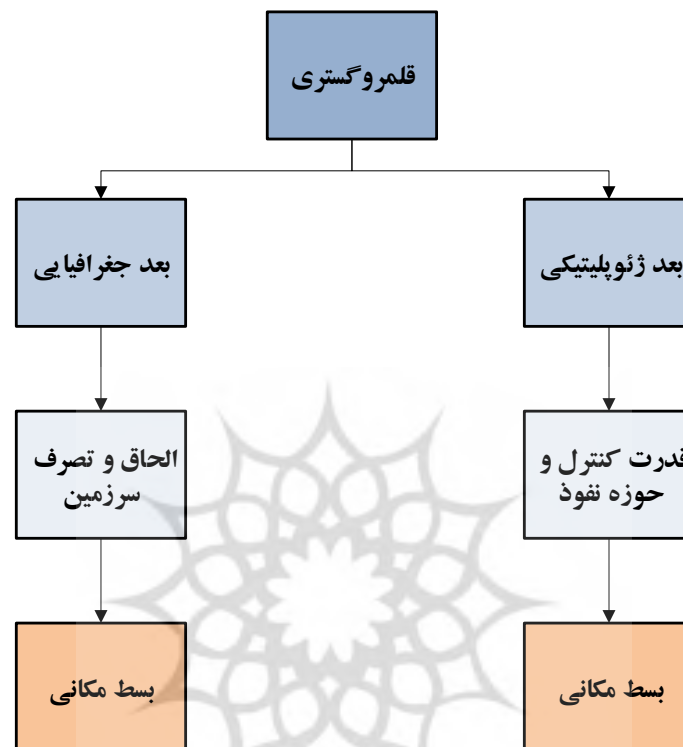 قلمروگستری
بعد ژئوپلیتیکی
بعد جغرافیایی
قدرت کنترل و
حوزه نفوذ
الحاق و تصرف
سرزمین
بسط مکانی
بسط مکانی